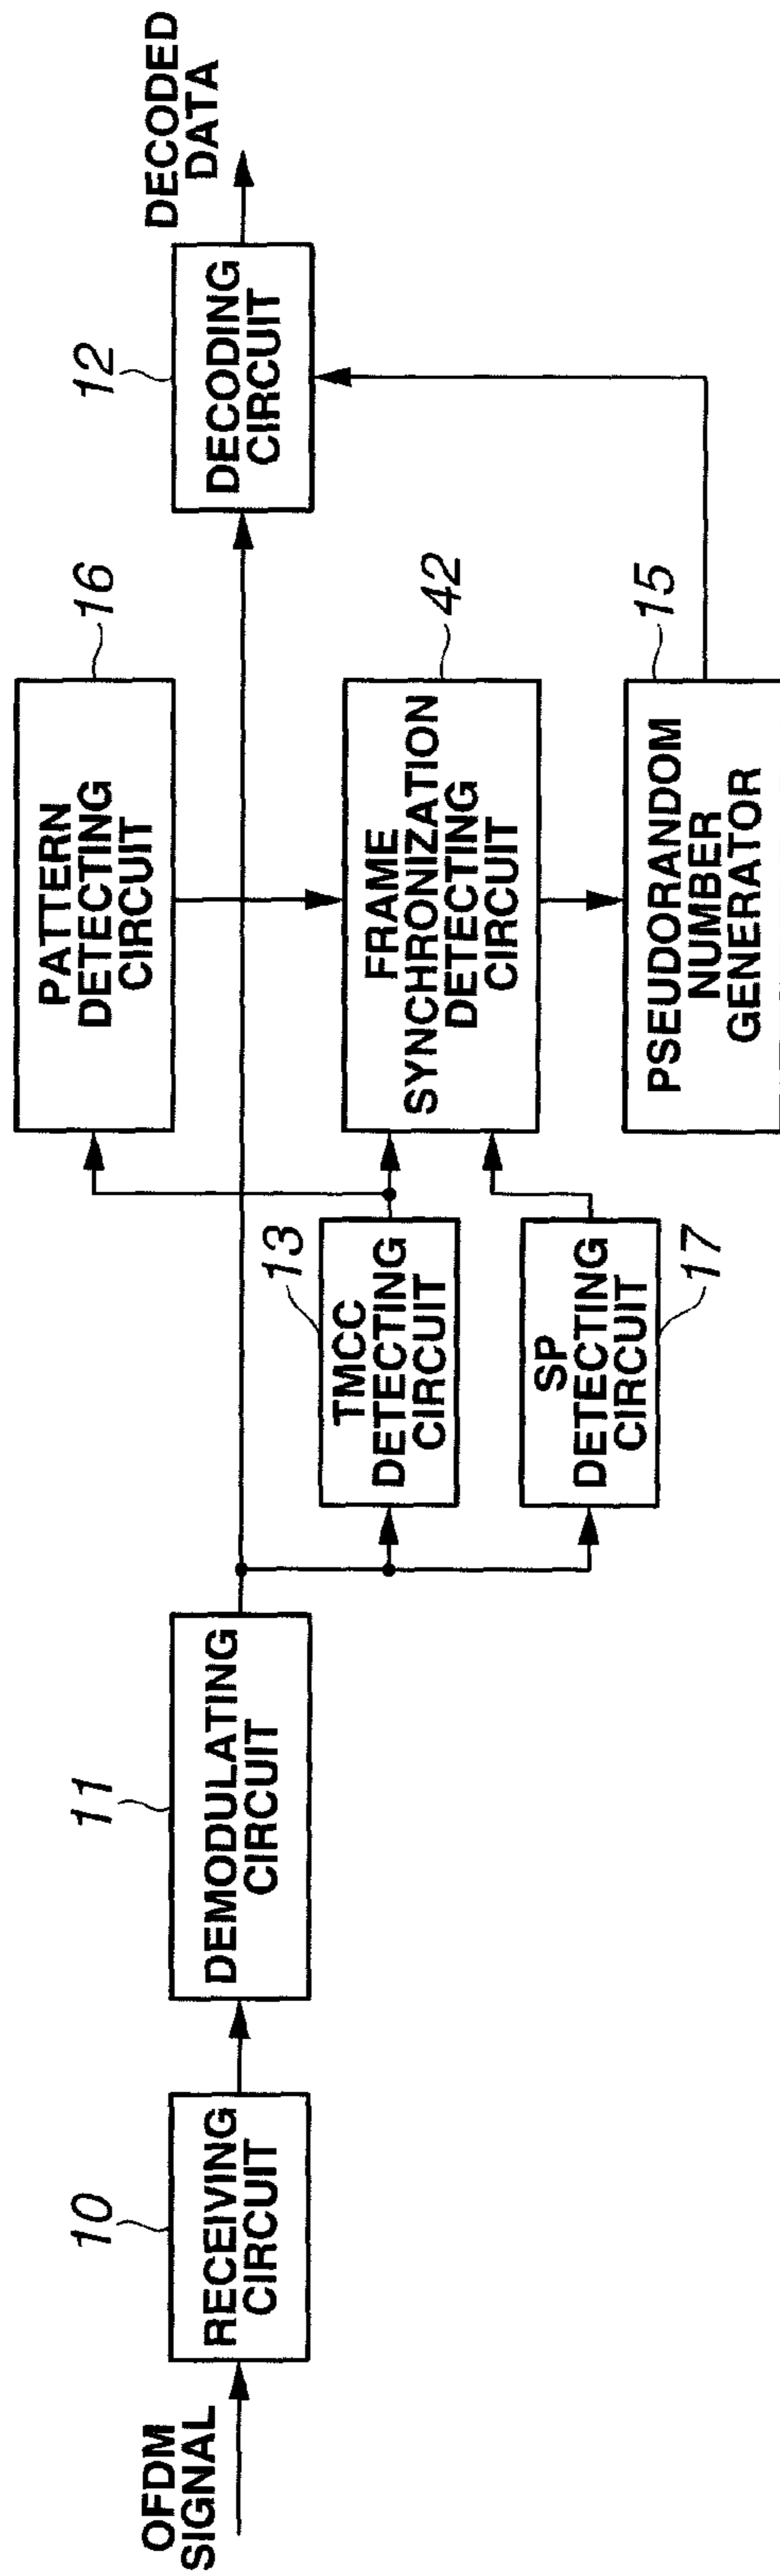 OFDM
SIGNAL
10
RECEIVING
CIRCUIT
11
DEMODULATING
CIRCUIT
13
TMCC
DETECTING
CIRCUIT
SP
DETECTING
CIRCUIT
17
PATTERN
DETECTING
CIRCUIT
16
FRAME
SYNCHRONIZATION
DETECTING
CIRCUIT
42
PSEUDORANDOM
NUMBER
GENERATOR
15
12
DECODING
CIRCUIT
DECODED
DATA